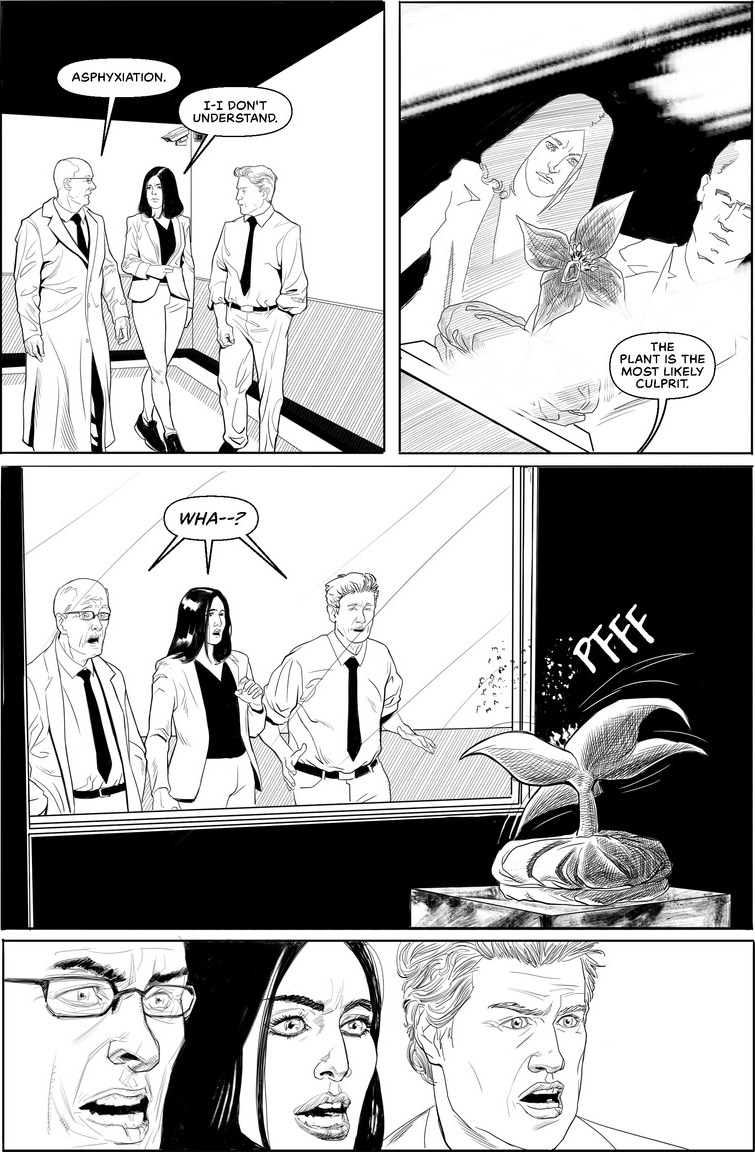 ASPHYXIATION.
I-I DON'T
UNDERSTAND.
THE
PLANT IS THE
MOST LIKELY
CULPRIT.
WHA--?
PFFF